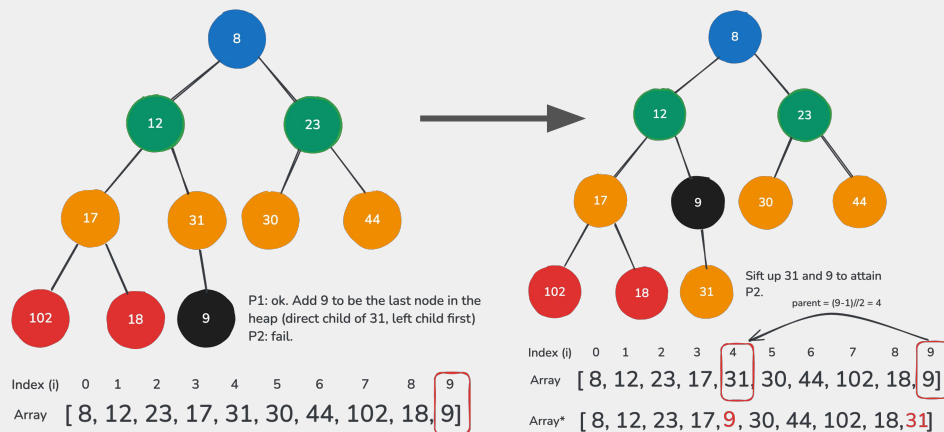 8
12
23
17
31
30
44
102
18
9
P1: ok. Add 9 to be the last node in the
heap (direct child of 31, left child first)
P2: fail.
Index (i) 0 1 2 3 4 5 6 7 8 9
Array [ 8, 12, 23, 17, 31, 30, 44, 102, 18, 9]
8
12
23
17
9
30
44
102
18
31
Sift up 31 and 9 to attain
P2.
parent = (9-1)//2 = 4
Index (i) 0 1 2 3 4 5 6 7 8 9
Array [ 8, 12, 23, 17, 31, 30, 44, 102, 18, 9]
Array* [ 8, 12, 23, 17, 9, 30, 44, 102, 18, 31]